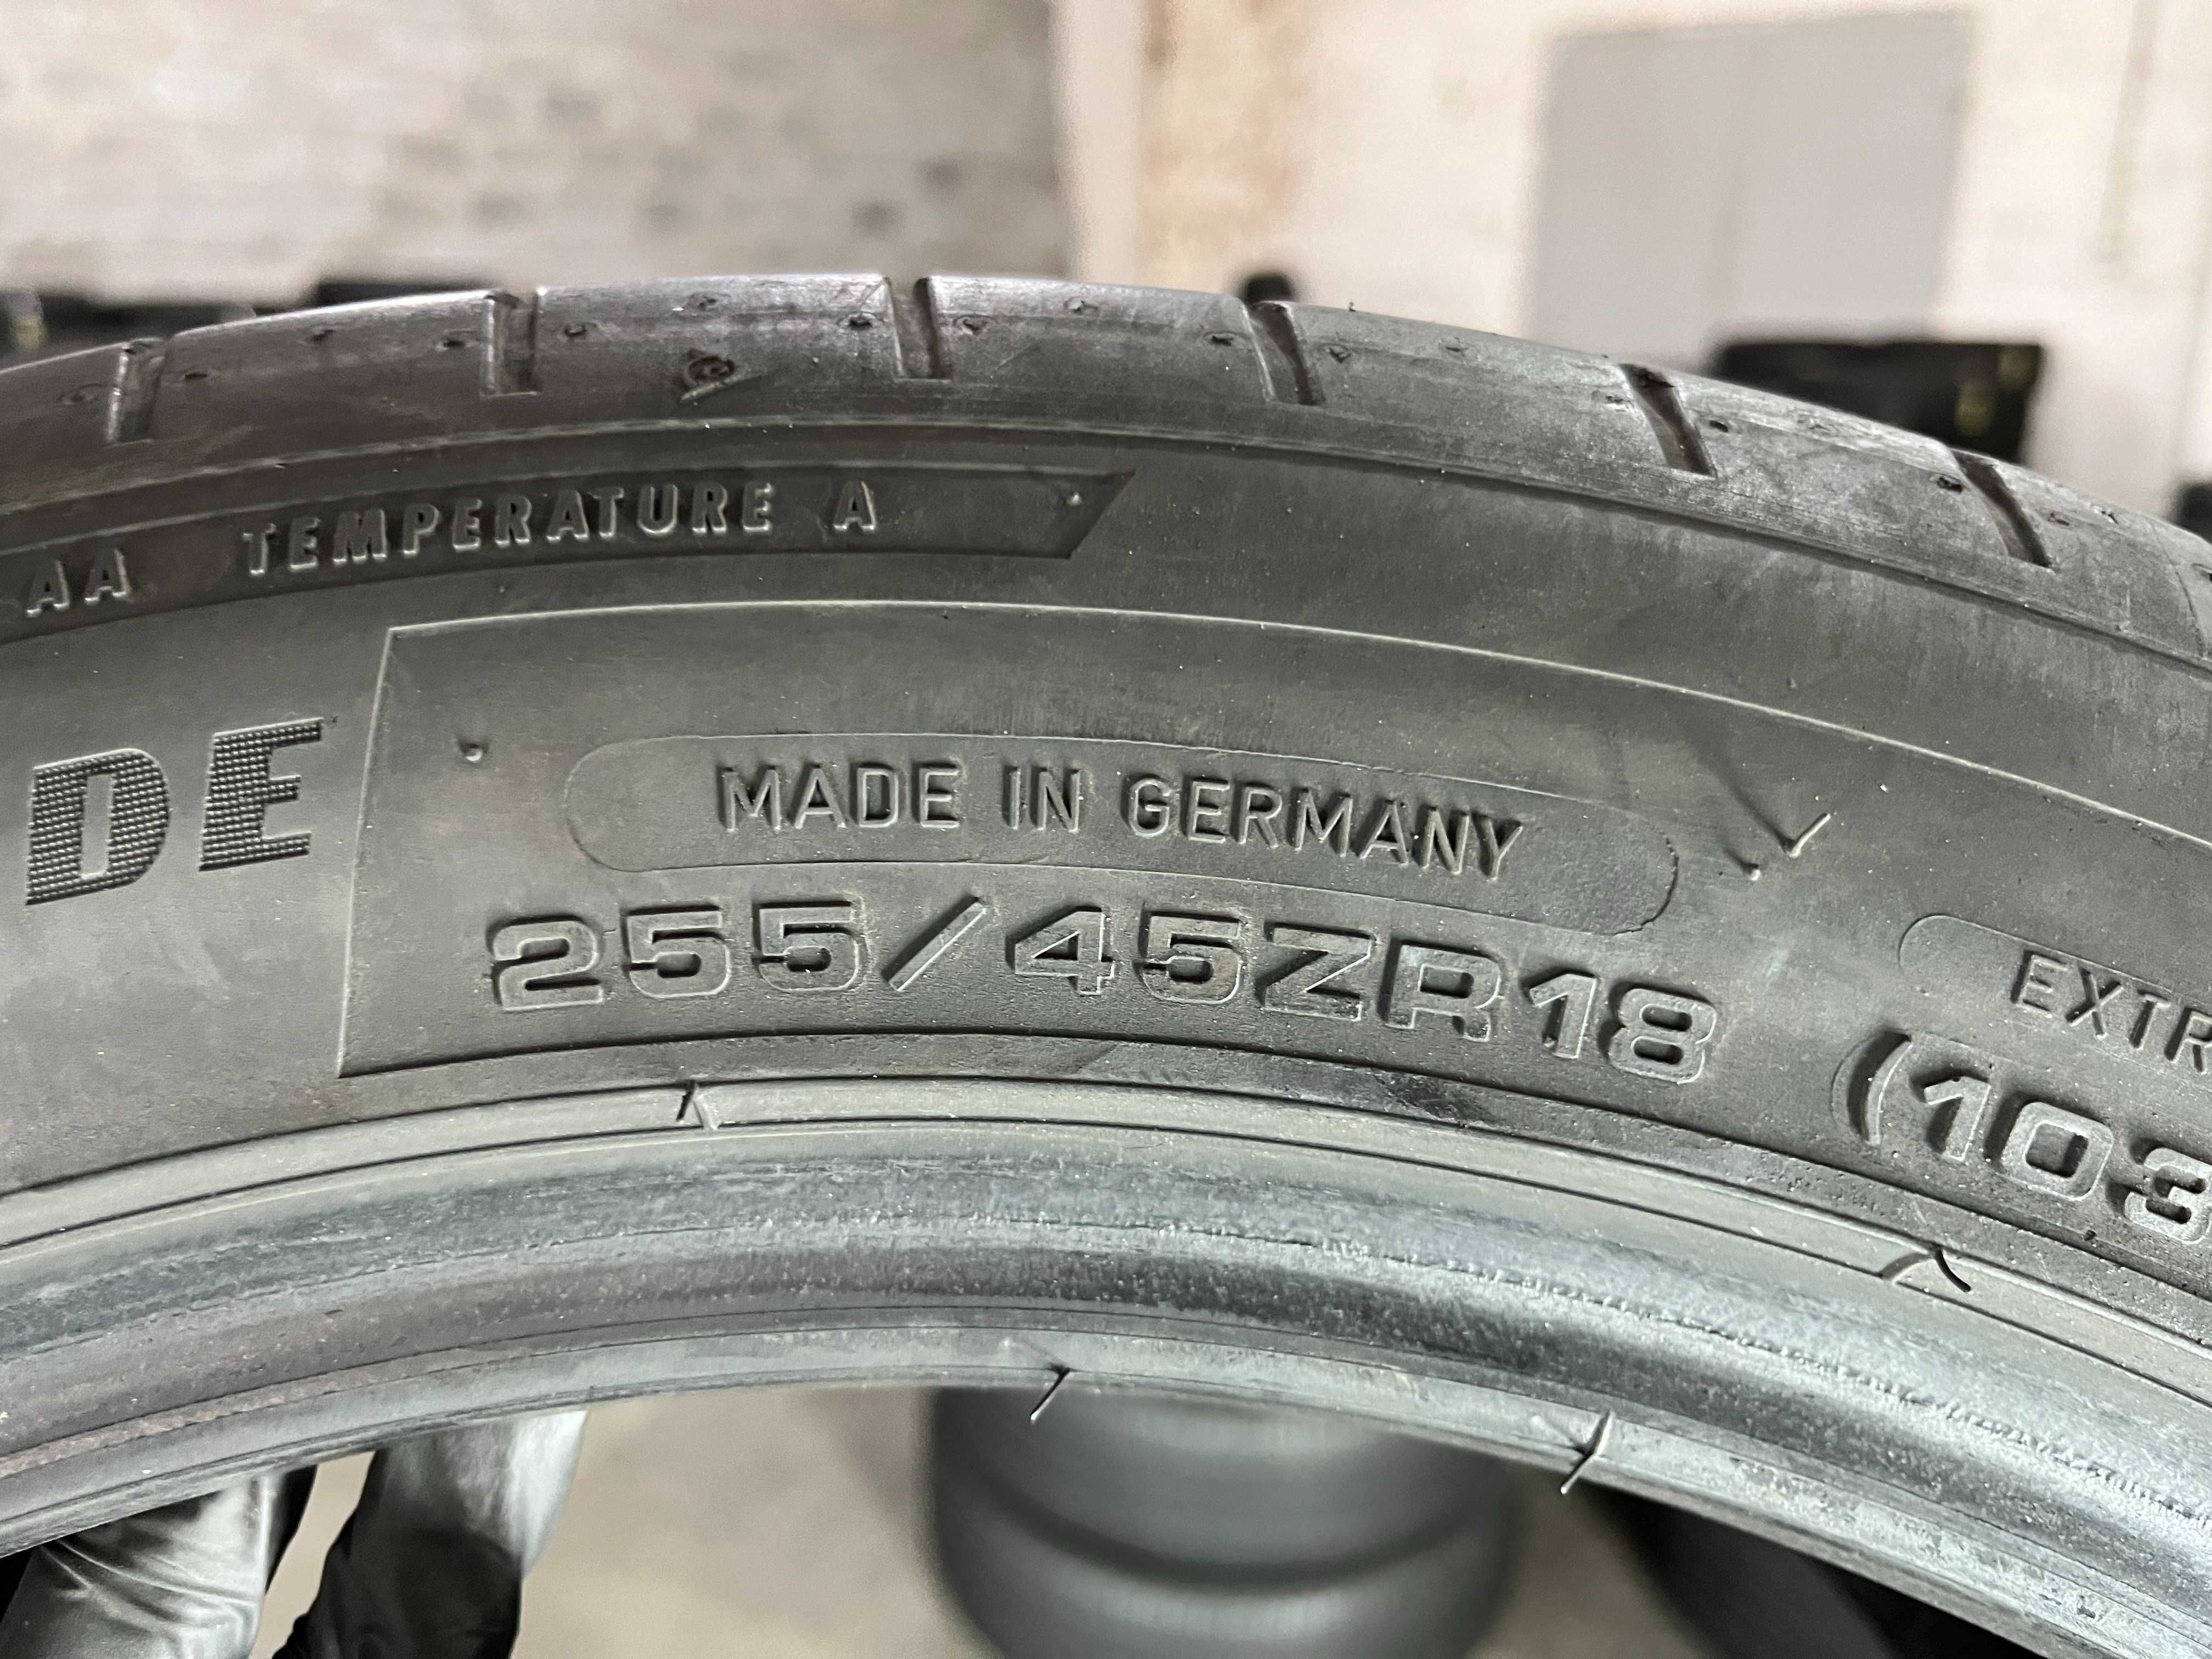 AA TEMPERATURE A
DE
MADE IN GERMANY
255/45ZR18
EXTR
(103